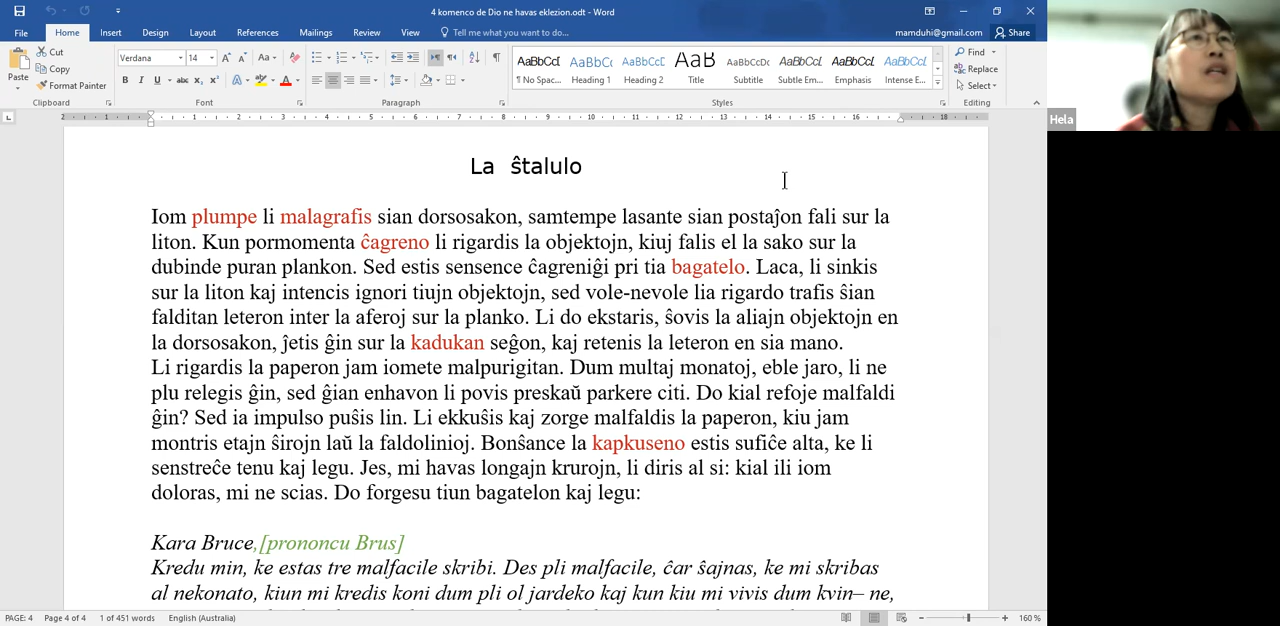 4 komenco de Dio ne havas eklezion.odt - Word
File Home Insert Design Layout References Mailings Review View Tell me what you want to do... mamduhi@gmail.com Share
Paste Cut Copy Format Painter
Verdana 14
AaBbCcI AaBbCc AaBbCcC AaB AaBbCcDc AaBbCcL AaBbCcL AaBbCcL
¶ No Spac... Heading 1 Heading 2 Title Subtitle Subtle Em... Emphasis Intense E...
Find Replace Select
Clipboard Font Paragraph Styles Editing
Hela
La ŝtalulo
Iom plumpe li malagrafis sian dorsosakon, samtempe lasante sian postaĵon fali sur la
liton. Kun pormomenta ĉagreno li rigardis la objektojn, kiuj falis el la sako sur la
dubinde puran plankon. Sed estis sensence ĉagreniĝi pri tia bagatelo. Laca, li sinkis
sur la liton kaj intencis ignori tiujn objektojn, sed vole-nevole lia rigardo trafis ŝian
falditan leteron inter la aferoj sur la planko. Li do ekstaris, ŝovis la aliajn objektojn en
la dorsosakon, ĵetis ĝin sur la kadukan seĝon, kaj retenis la leteron en sia mano.
Li rigardis la paperon jam iomete malpurigitan. Dum multaj monatoj, eble jaro, li ne
plu relegis ĝin, sed ĝian enhavon li povis preskaŭ parkere citi. Do kial refoje malfaldi
ĝin? Sed ia impulso puŝis lin. Li ekkuŝis kaj zorge malfaldis la paperon, kiu jam
montris etajn ŝirojn laŭ la faldolinioj. Bonŝance la kapkuseno estis sufiĉe alta, ke li
senstreĉe tenu kaj legu. Jes, mi havas longajn krurojn, li diris al si: kial ili iom
doloras, mi ne scias. Do forgesu tiun bagatelon kaj legu:
Kara Bruce,[prononcu Brus]
Kredu min, ke estas tre malfacile skribi. Des pli malfacile, ĉar ŝajnas, ke mi skribas
al nekonato, kiun mi kredis koni dum pli ol jardeko kaj kun kiu mi vivis dum kvin– ne,
PAGE: 4 Page 4 of 4 1 of 451 words English (Australia) 160 %